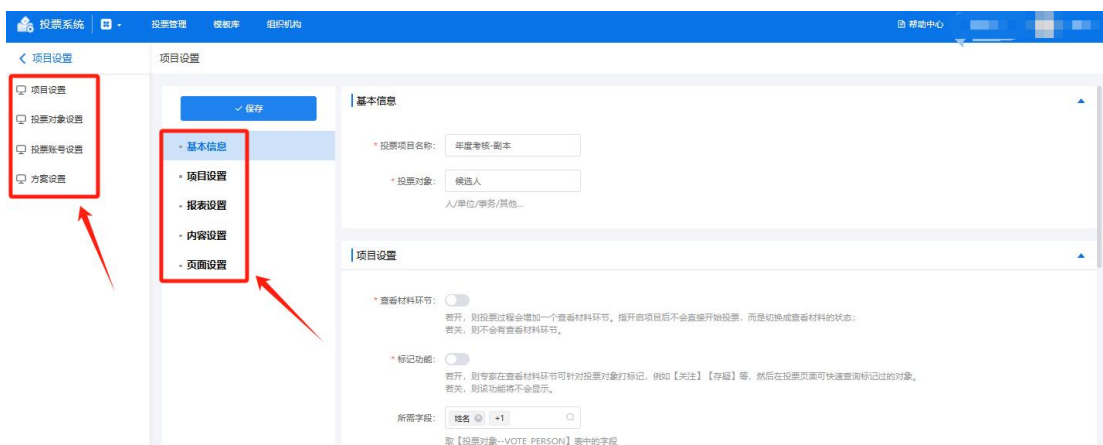 投票系统
投票管理 模板库 组织机构
帮助中心
项目设置
项目设置
项目设置
投票对象设置
投票账号设置
方案设置
保存
基本信息
项目设置
报表设置
内容设置
页面设置
基本信息
* 投票项目名称: 年度考核-副本
* 投票对象: 候选人
人/单位/事务/其他...
项目设置
* 查看材料环节:
若开，则投票过程会增加一个查看材料环节。指开启项目后不会直接开始投票，而是切换成查看材料的状态;
若关，则不会有查看材料环节。
* 标记功能:
若开，则专家在查看材料环节可针对投票对象打标记，例如【关注】【存疑】等，然后在投票页面可快速查询标记过的对象。
若关，则该功能将不会显示。
所需字段: 姓名 +1
取【投票对象--VOTE PERSON】表中的字段